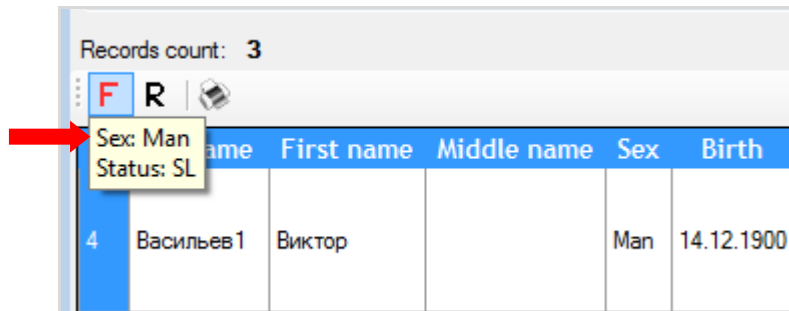 Records count: 3
F R
Sex: Man
Status: SL
ame First name Middle name Sex Birth
4 Васильев1 Виктор Man 14.12.1900